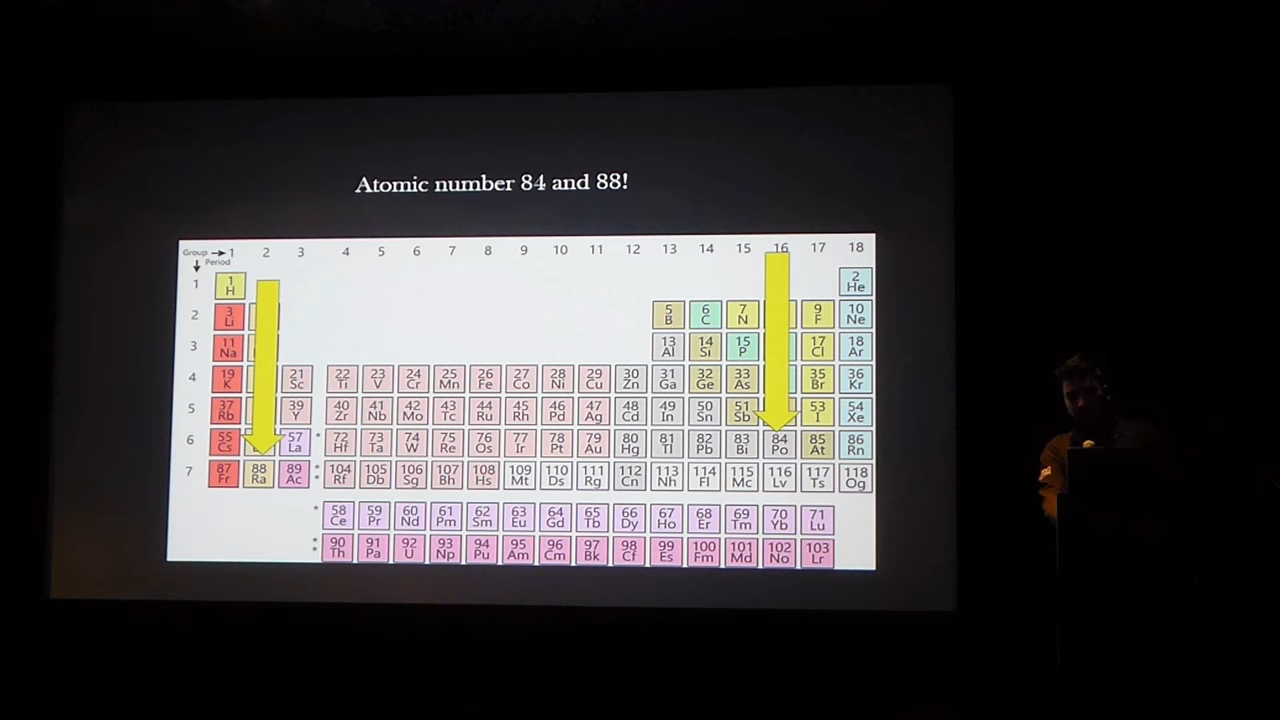 Atomic number 84 and 88!
Group → 1 2 3 4 5 6 7 8 9 10 11 12 13 14 15 16 17 18
↓ Period
1 1 H 2 He
2 3 Li 5 B 6 C 7 N 9 F 10 Ne
3 11 Na 13 Al 14 Si 15 P 17 Cl 18 Ar
4 19 K 21 Sc 22 Ti 23 V 24 Cr 25 Mn 26 Fe 27 Co 28 Ni 29 Cu 30 Zn 31 Ga 32 Ge 33 As 35 Br 36 Kr
5 37 Rb 39 Y 40 Zr 41 Nb 42 Mo 43 Tc 44 Ru 45 Rh 46 Pd 47 Ag 48 Cd 49 In 50 Sn 51 Sb 53 I 54 Xe
6 55 Cs 57 La * 72 Hf 73 Ta 74 W 75 Re 76 Os 77 Ir 78 Pt 79 Au 80 Hg 81 Tl 82 Pb 83 Bi 84 Po 85 At 86 Rn
7 87 Fr 88 Ra 89 Ac * * 104 Rf 105 Db 106 Sg 107 Bh 108 Hs 109 Mt 110 Ds 111 Rg 112 Cn 113 Nh 114 Fl 115 Mc 116 Lv 117 Ts 118 Og
* 58 Ce 59 Pr 60 Nd 61 Pm 62 Sm 63 Eu 64 Gd 65 Tb 66 Dy 67 Ho 68 Er 69 Tm 70 Yb 71 Lu
* * 90 Th 91 Pa 92 U 93 Np 94 Pu 95 Am 96 Cm 97 Bk 98 Cf 99 Es 100 Fm 101 Md 102 No 103 Lr